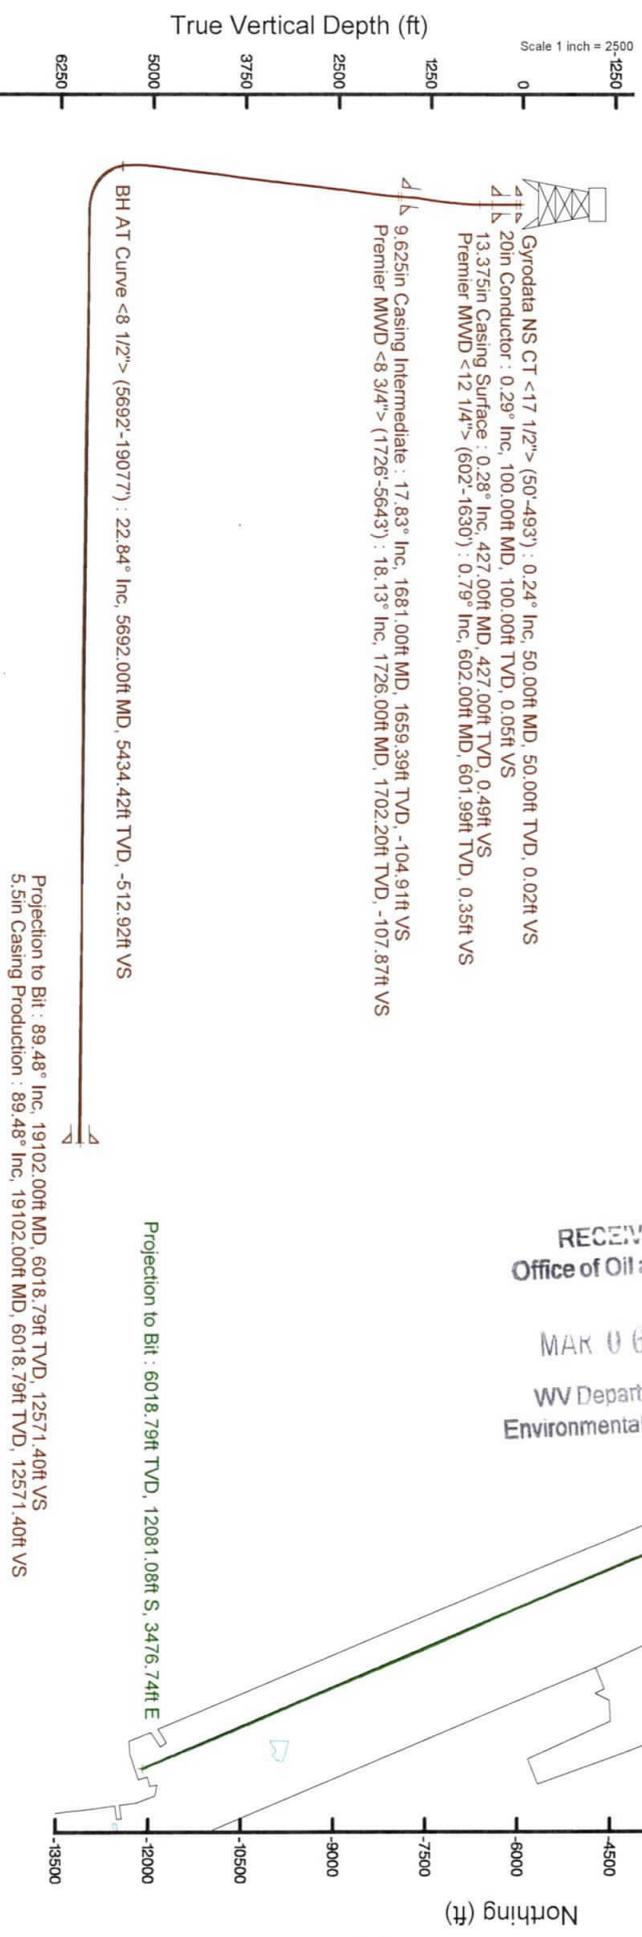 True Vertical Depth (ft)
Scale 1 inch = 2500
-1250
0
1250
2500
3750
5000
6250
Gyrodata NS CT <17 1/2"> (50'-493') : 0.24° Inc, 50.00ft MD, 50.00ft TVD, 0.02ft VS
20in Conductor : 0.29° Inc, 100.00ft MD, 100.00ft TVD, 0.05ft VS
13.375in Casing Surface : 0.28° Inc, 427.00ft MD, 427.00ft TVD, 0.49ft VS
Premier MWD <12 1/4"> (602'-1630') : 0.79° Inc, 602.00ft MD, 601.99ft TVD, 0.35ft VS
9.625in Casing Intermediate : 17.83° Inc, 1681.00ft MD, 1659.39ft TVD, -104.91ft VS
Premier MWD <8 3/4"> (1726'-5643') : 18.13° Inc, 1726.00ft MD, 1702.20ft TVD, -107.87ft VS
BH AT Curve <8 1/2"> (5692'-19077') : 22.84° Inc, 5692.00ft MD, 5434.42ft TVD, -512.92ft VS
Projection to Bit : 89.48° Inc, 19102.00ft MD, 6018.79ft TVD, 12571.40ft VS
5.5in Casing Production : 89.48° Inc, 19102.00ft MD, 6018.79ft TVD, 12571.40ft VS
RECEIV
Office of Oil
MAR 0 6
WV Depart
Environmenta
Projection to Bit : 6018.79ft TVD, 12081.08ft S, 3476.74ft E
-4500
-6000
-7500
-9000
-10500
-12000
-13500
Northing (ft)